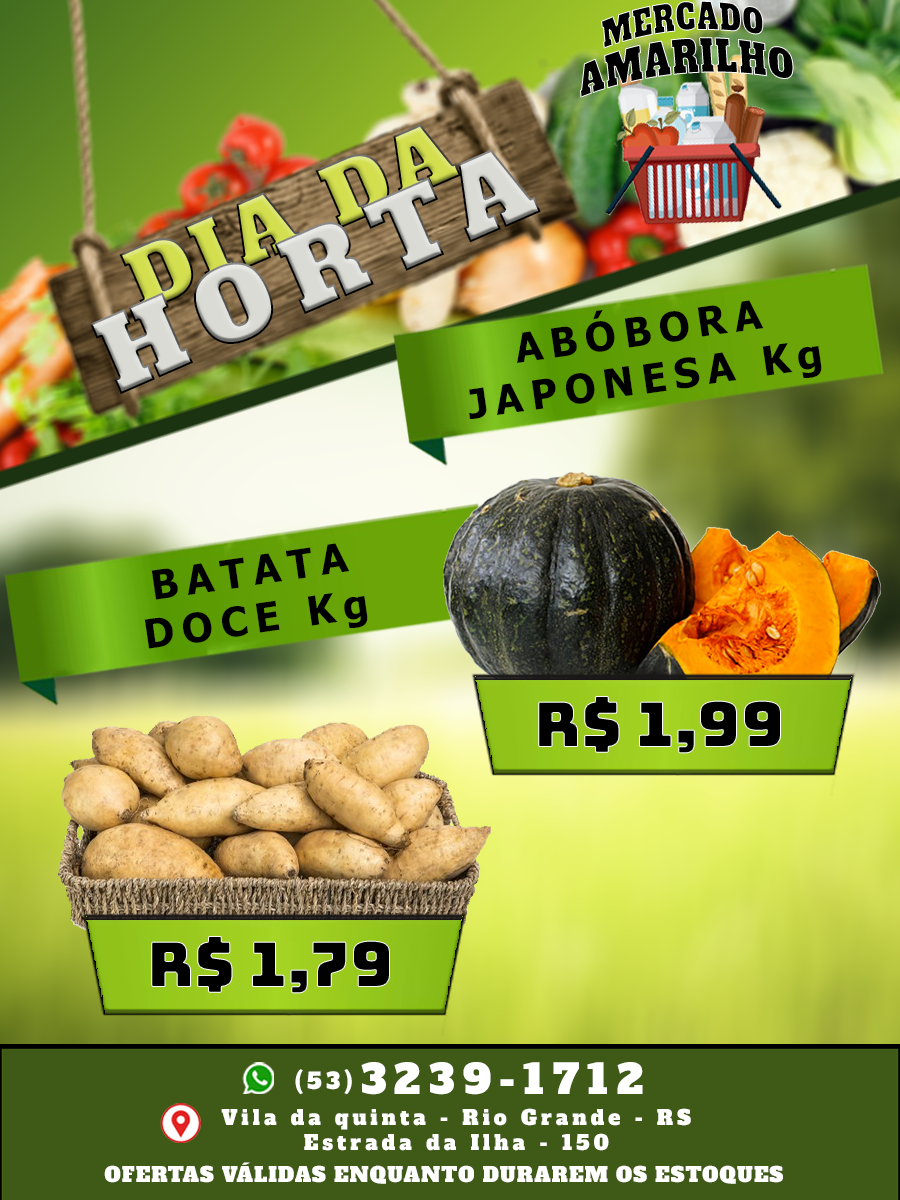 MERCADO
AMARILHO
DIA DA
HORTA
ABÓBORA
JAPONESA Kg
BATATA
DOCE Kg
R$ 1,99
R$ 1,79
(53) 3239-1712
Vila da quinta - Rio Grande - RS
Estrada da Ilha - 150
OFERTAS VÁLIDAS ENQUANTO DURAREM OS ESTOQUES